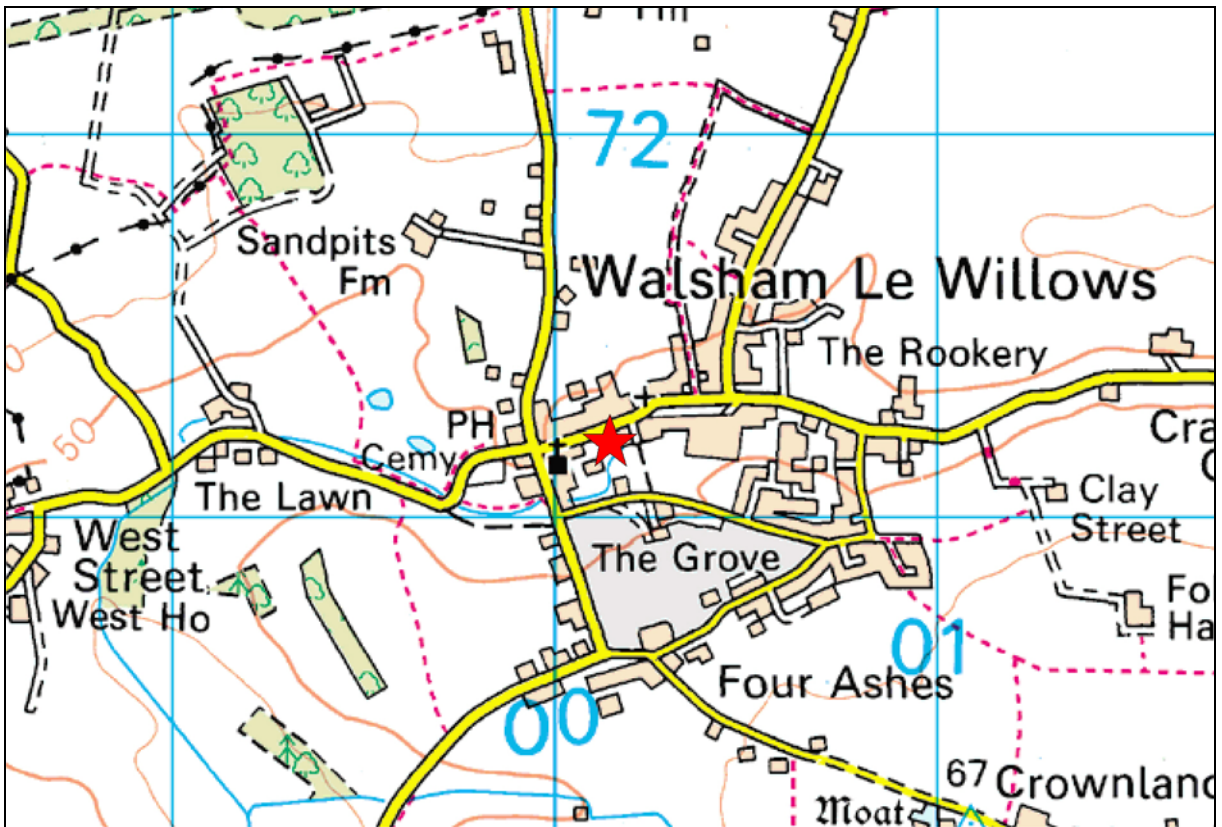 72
Sandpits
Fm
Walsham Le Willows
The Rookery
50
PH
Cemy
The Lawn
Clay
Street
West
Street
West Ho
The Grove
Fo
Ha
01
Four Ashes
00
67
Crownland
Moat
Cra